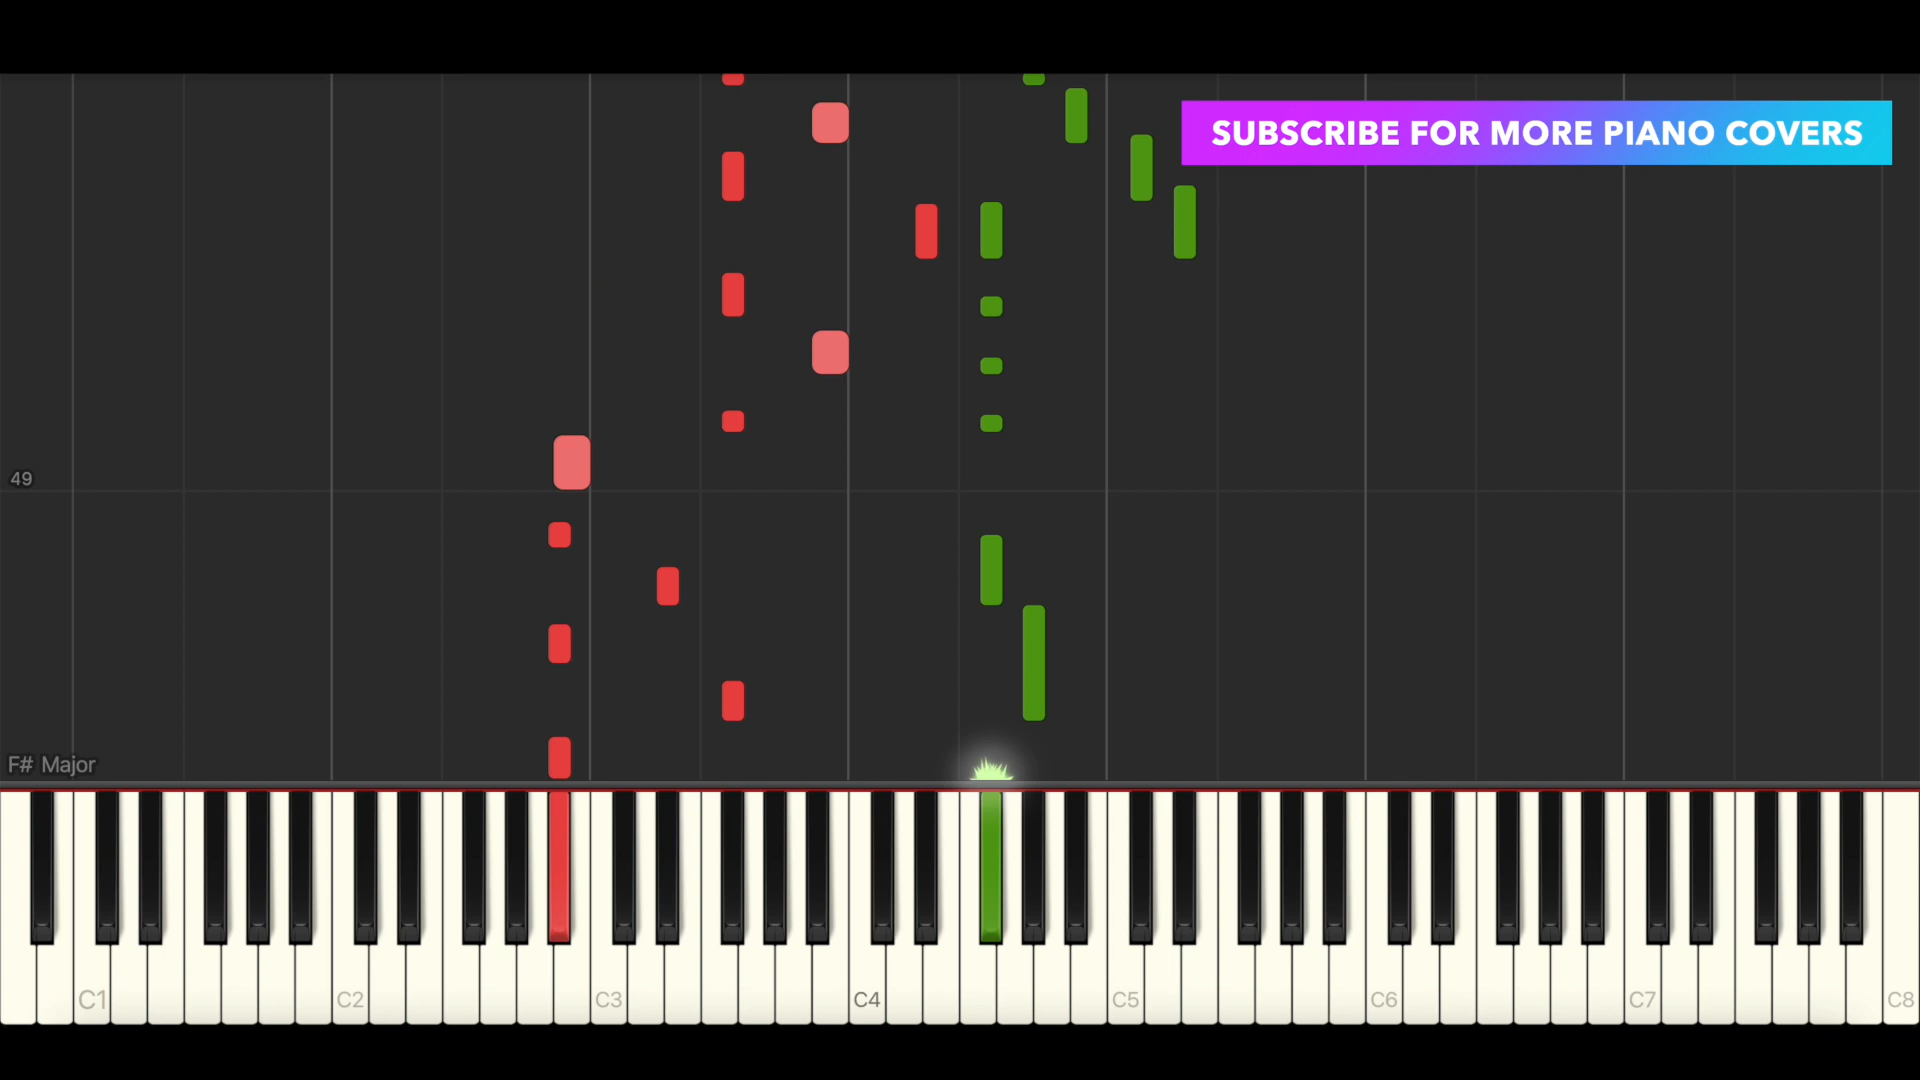 SUBSCRIBE FOR MORE PIANO COVERS
49
F# Major
C1 C2 C3 C4 C5 C6 C7 C8